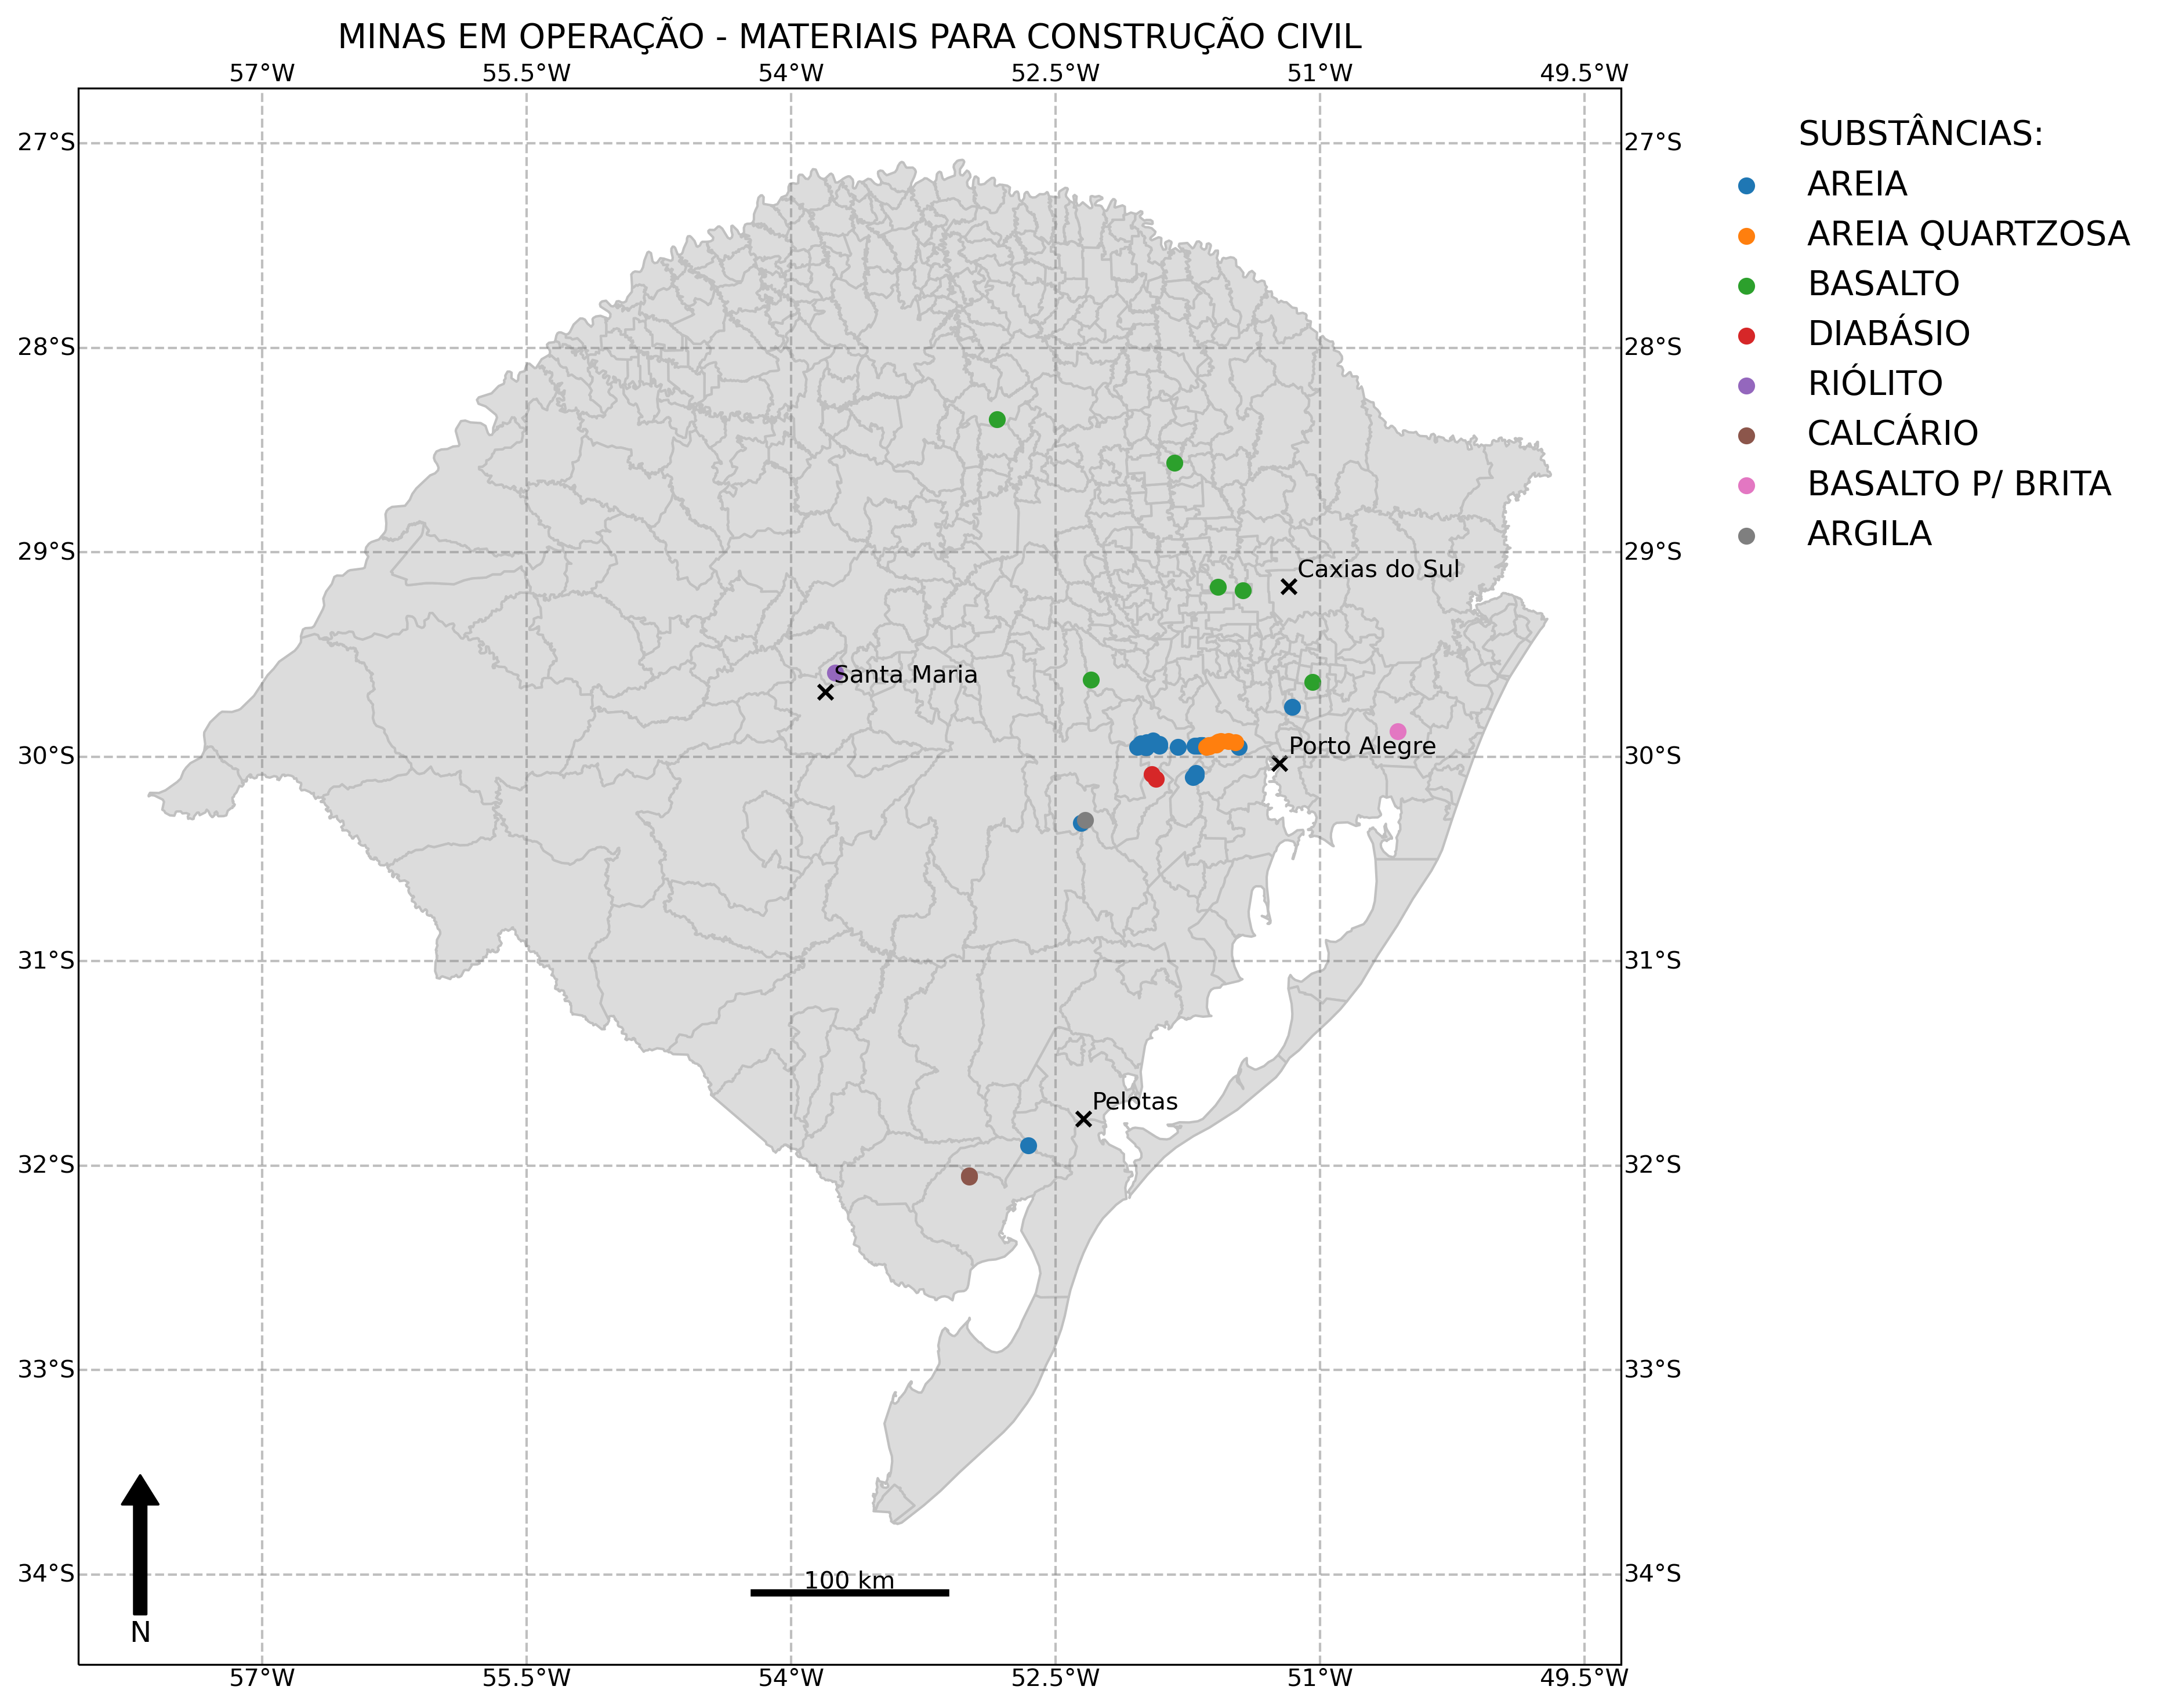 MINAS EM OPERAÇÃO - MATERIAIS PARA CONSTRUÇÃO CIVIL
57°W 55.5°W 54°W 52.5°W 51°W 49.5°W
27°S 27°S
28°S 28°S
29°S 29°S
30°S 30°S
31°S 31°S
32°S 32°S
33°S 33°S
34°S 34°S
Caxias do Sul
Santa Maria
Porto Alegre
Pelotas
100 km
N
57°W 55.5°W 54°W 52.5°W 51°W 49.5°W
SUBSTÂNCIAS:
AREIA
AREIA QUARTZOSA
BASALTO
DIABÁSIO
RIÓLITO
CALCÁRIO
BASALTO P/ BRITA
ARGILA